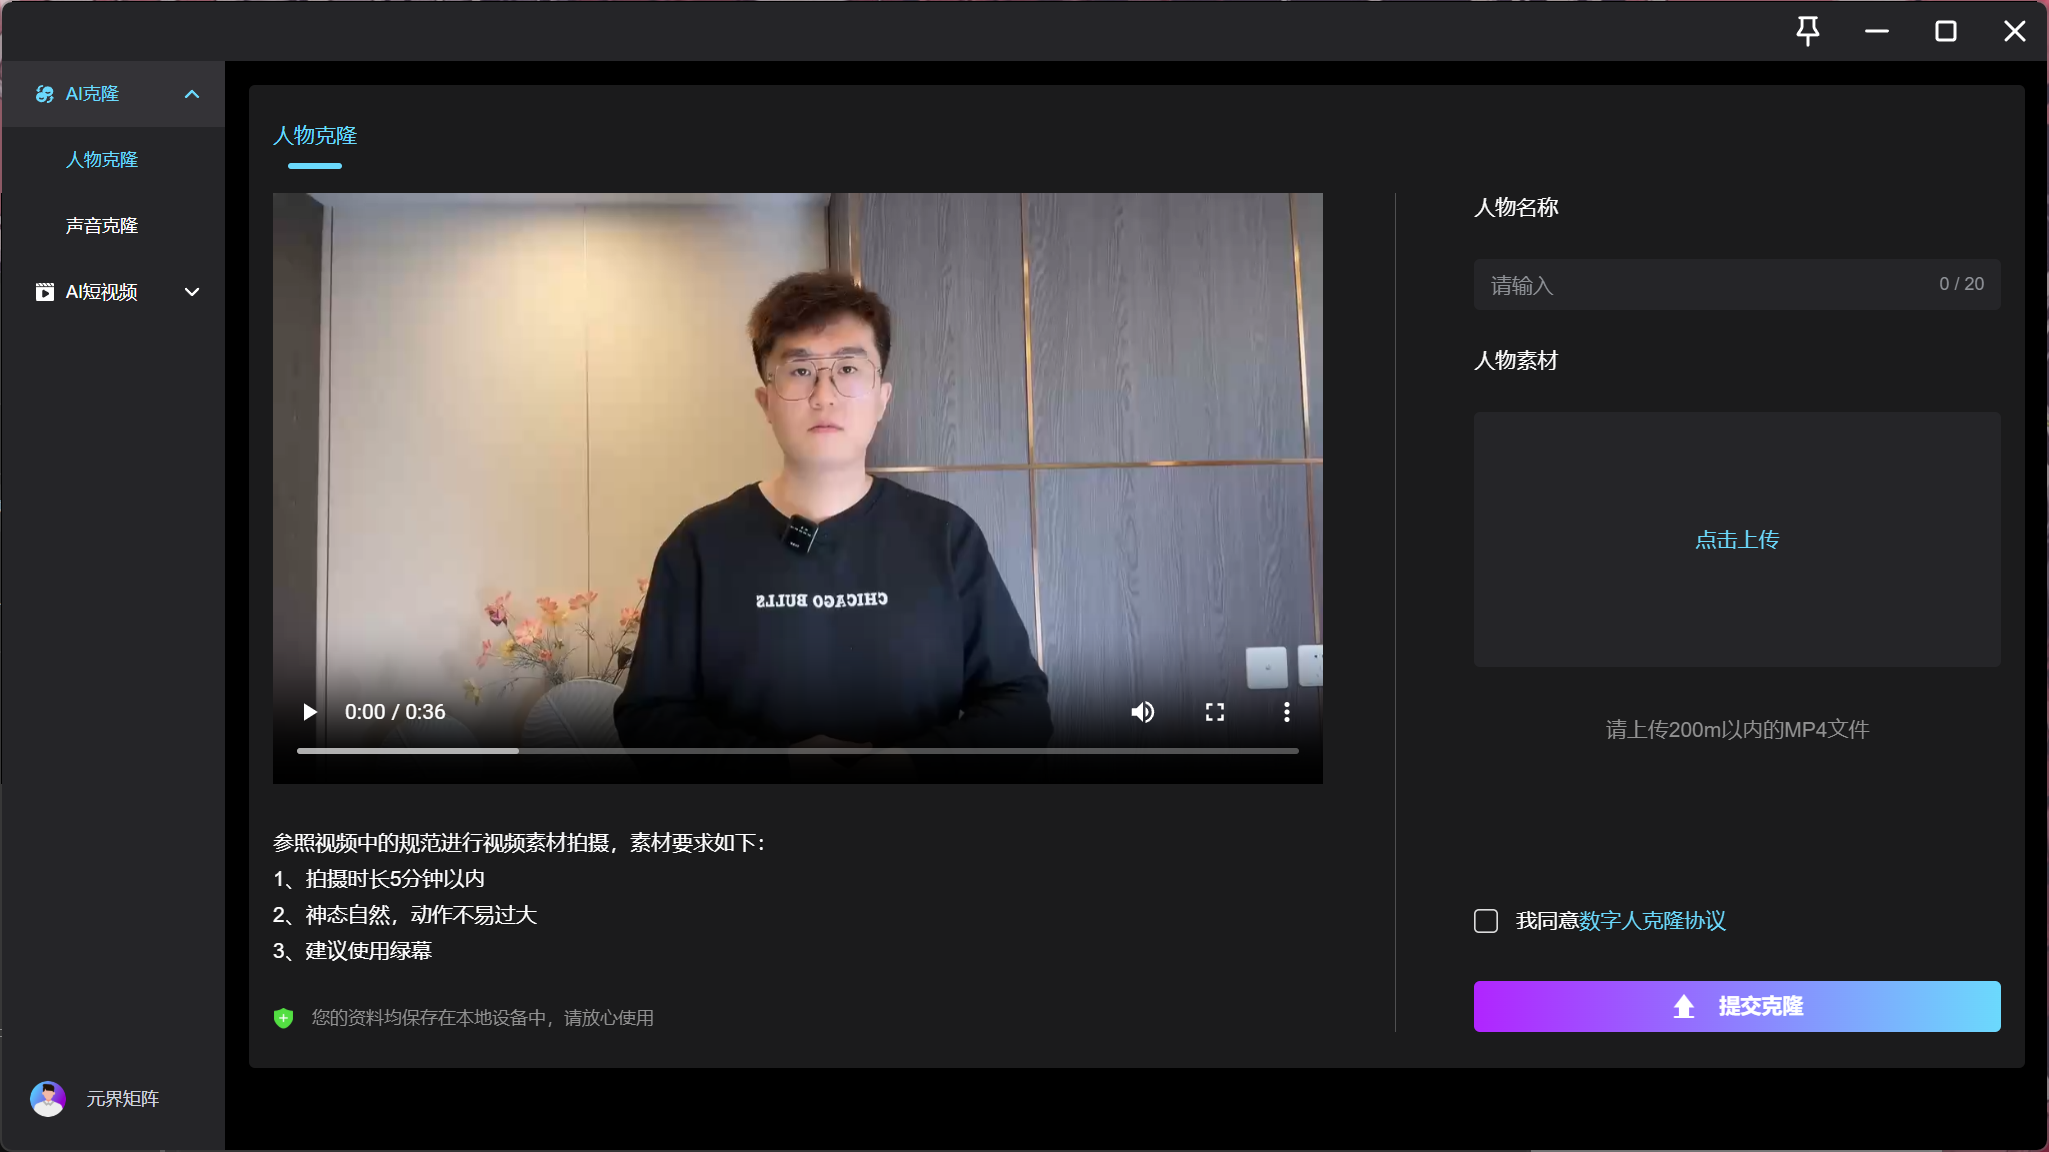 AI克隆
人物克隆
声音克隆
AI短视频
元界矩阵
人物克隆
CHICAGO BULLS
0:00 / 0:36
参照视频中的规范进行视频素材拍摄，素材要求如下：
1、拍摄时长5分钟以内
2、神态自然，动作不易过大
3、建议使用绿幕
您的资料均保存在本地设备中，请放心使用
人物名称
请输入
0 / 20
人物素材
点击上传
请上传200m以内的MP4文件
我同意数字人克隆协议
提交克隆